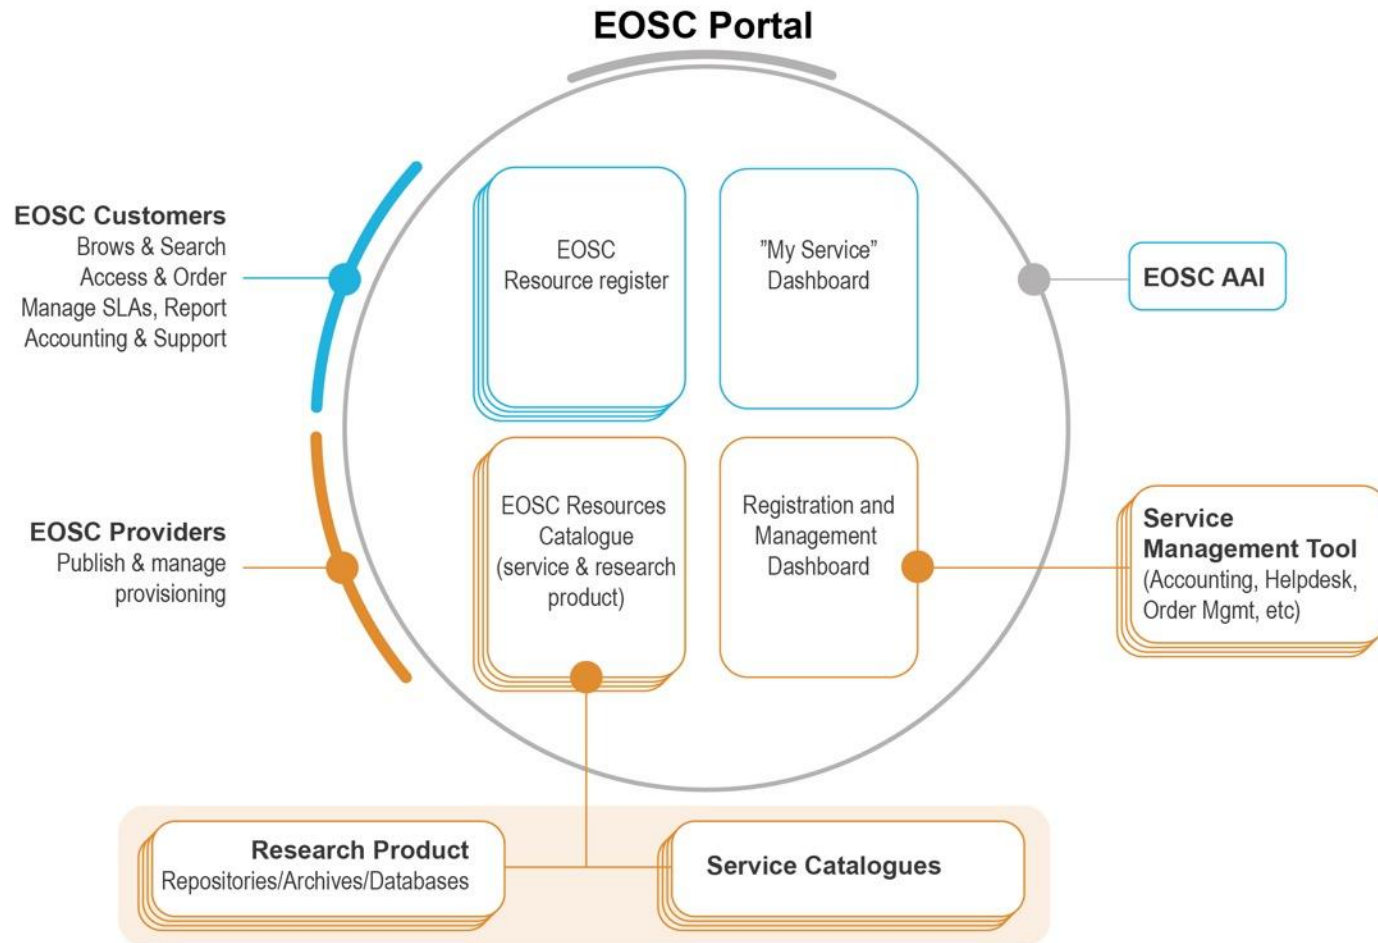 EOSC Portal
EOSC Customers
Brows & Search
Access & Order
Manage SLAs, Report
Accounting & Support
EOSC
Resource register
”My Service”
Dashboard
EOSC AAI
EOSC Providers
Publish & manage
provisioning
EOSC Resources
Catalogue
(service & research
product)
Registration and
Management
Dashboard
Service
Management Tool
(Accounting, Helpdesk,
Order Mgmt, etc)
Research Product
Repositories/Archives/Databases
Service Catalogues